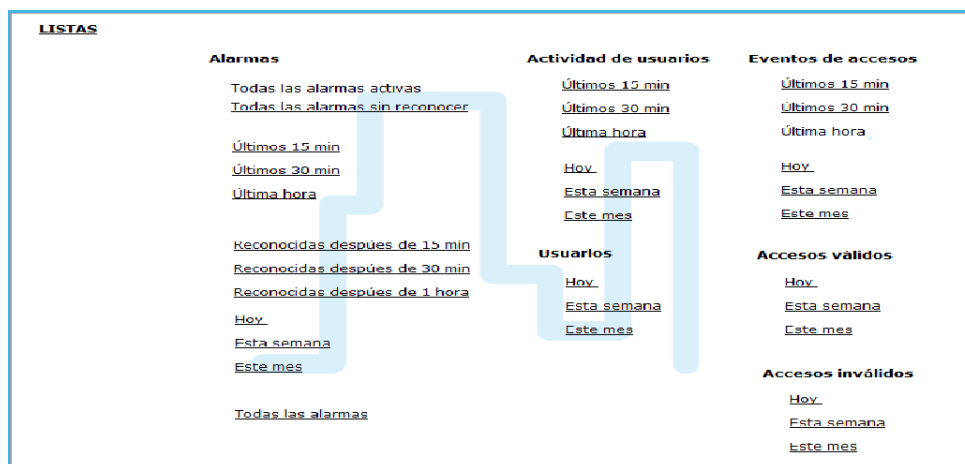 LISTAS
Alarmas
Todas las alarmas activas
Todas las alarmas sin reconocer
Últimos 15 min
Últimos 30 min
Última hora
Reconocidas despúes de 15 min
Reconocidas despúes de 30 min
Reconocidas despúes de 1 hora
Hoy
Esta semana
Este mes
Todas las alarmas
Actividad de usuarios
Últimos 15 min
Últimos 30 min
Última hora
Hoy
Esta semana
Este mes
Usuarios
Hoy
Esta semana
Este mes
Eventos de accesos
Últimos 15 min
Últimos 30 min
Última hora
Hoy
Esta semana
Este mes
Accesos válidos
Hoy
Esta semana
Este mes
Accesos inválidos
Hoy
Esta semana
Este mes